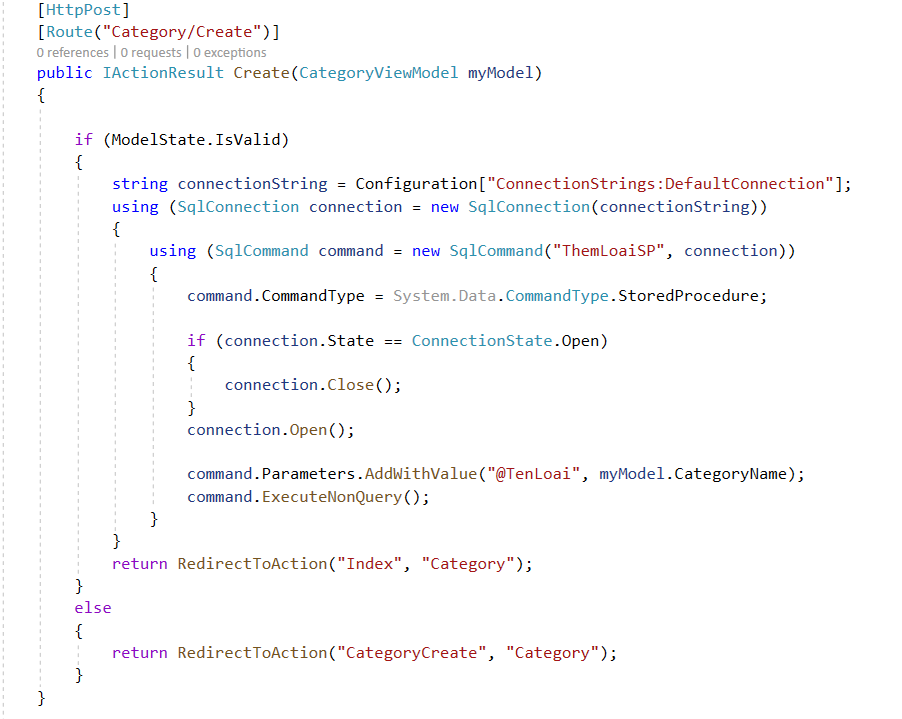 [HttpPost]
[Route("Category/Create")]
0 references | 0 requests | 0 exceptions
public IActionResult Create(CategoryViewModel myModel)
{
if (ModelState.IsValid)
{
string connectionString = Configuration["ConnectionStrings:DefaultConnection"];
using (SqlConnection connection = new SqlConnection(connectionString))
{
using (SqlCommand command = new SqlCommand("ThemLoaiSP", connection))
{
command.CommandType = System.Data.CommandType.StoredProcedure;
if (connection.State == ConnectionState.Open)
{
connection.Close();
}
connection.Open();
command.Parameters.AddWithValue("@TenLoai", myModel.CategoryName);
command.ExecuteNonQuery();
}
}
return RedirectToAction("Index", "Category");
}
else
{
return RedirectToAction("CategoryCreate", "Category");
}
}